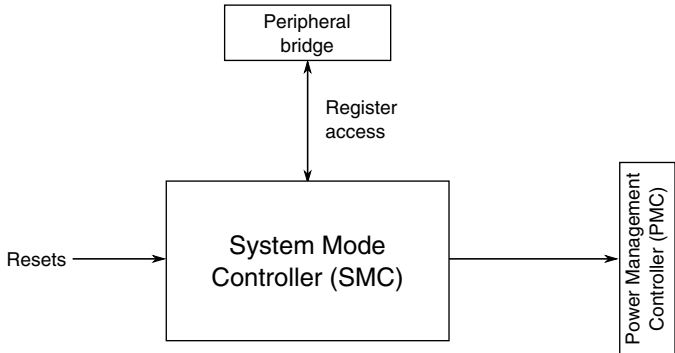 Peripheral
bridge
Register
access
System Mode
Controller (SMC)
Resets
Power Management
Controller (PMC)